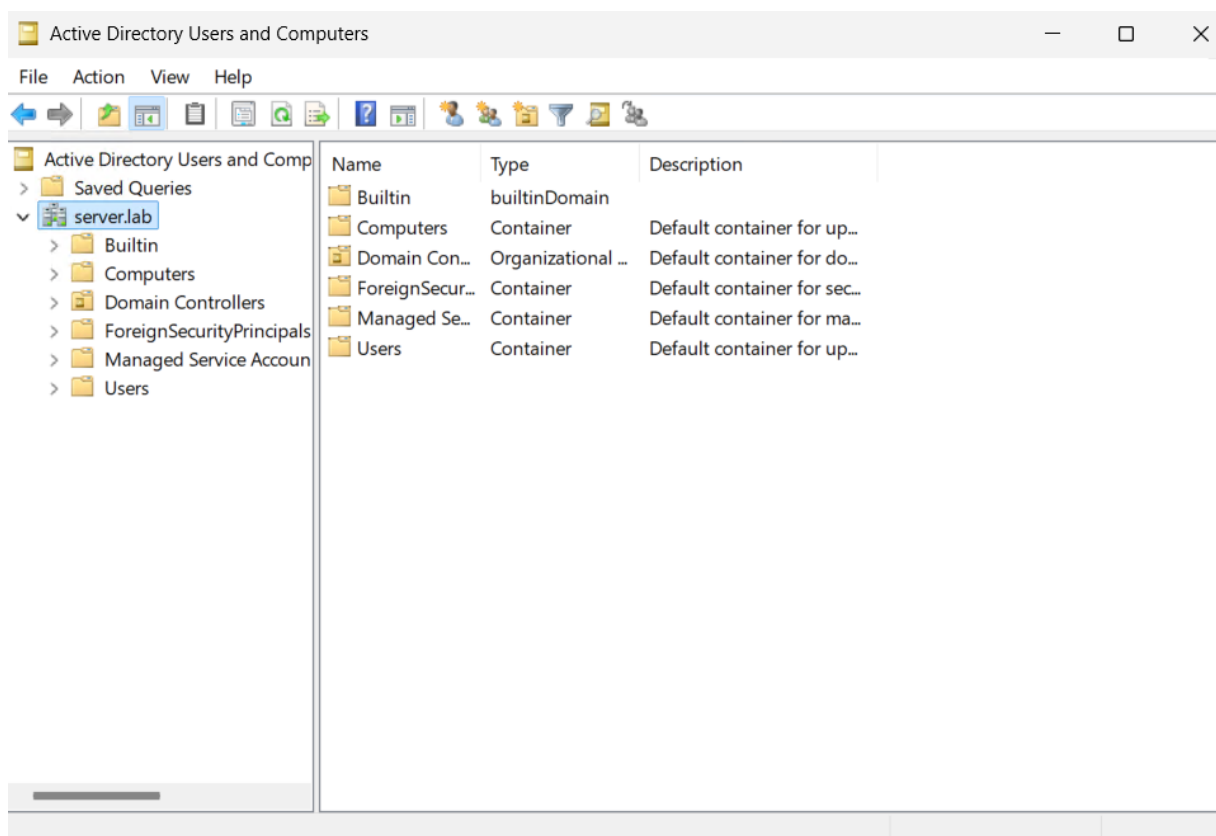 Active Directory Users and Computers
File Action View Help
Active Directory Users and Comp
Saved Queries
server.lab
Builtin
Computers
Domain Controllers
ForeignSecurityPrincipals
Managed Service Accoun
Users
Name Type Description
Builtin builtinDomain
Computers Container Default container for up...
Domain Con... Organizational ... Default container for do...
ForeignSecur... Container Default container for sec...
Managed Se... Container Default container for ma...
Users Container Default container for up...